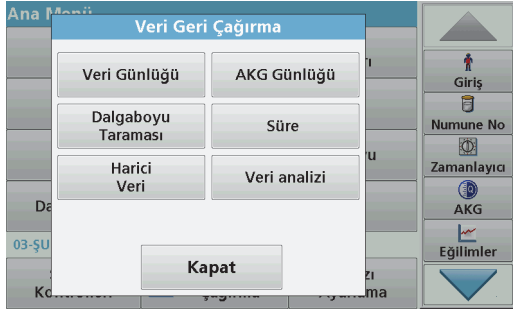 Ana Menü
Veri Geri Çağırma
Veri Günlüğü
AKG Günlüğü
Dalgaboyu
Taraması
Süre
Harici
Veri
Veri analizi
Kapat
03-ŞU
Giriş
Numune No
Zamanlayıcı
AKG
Eğilimler